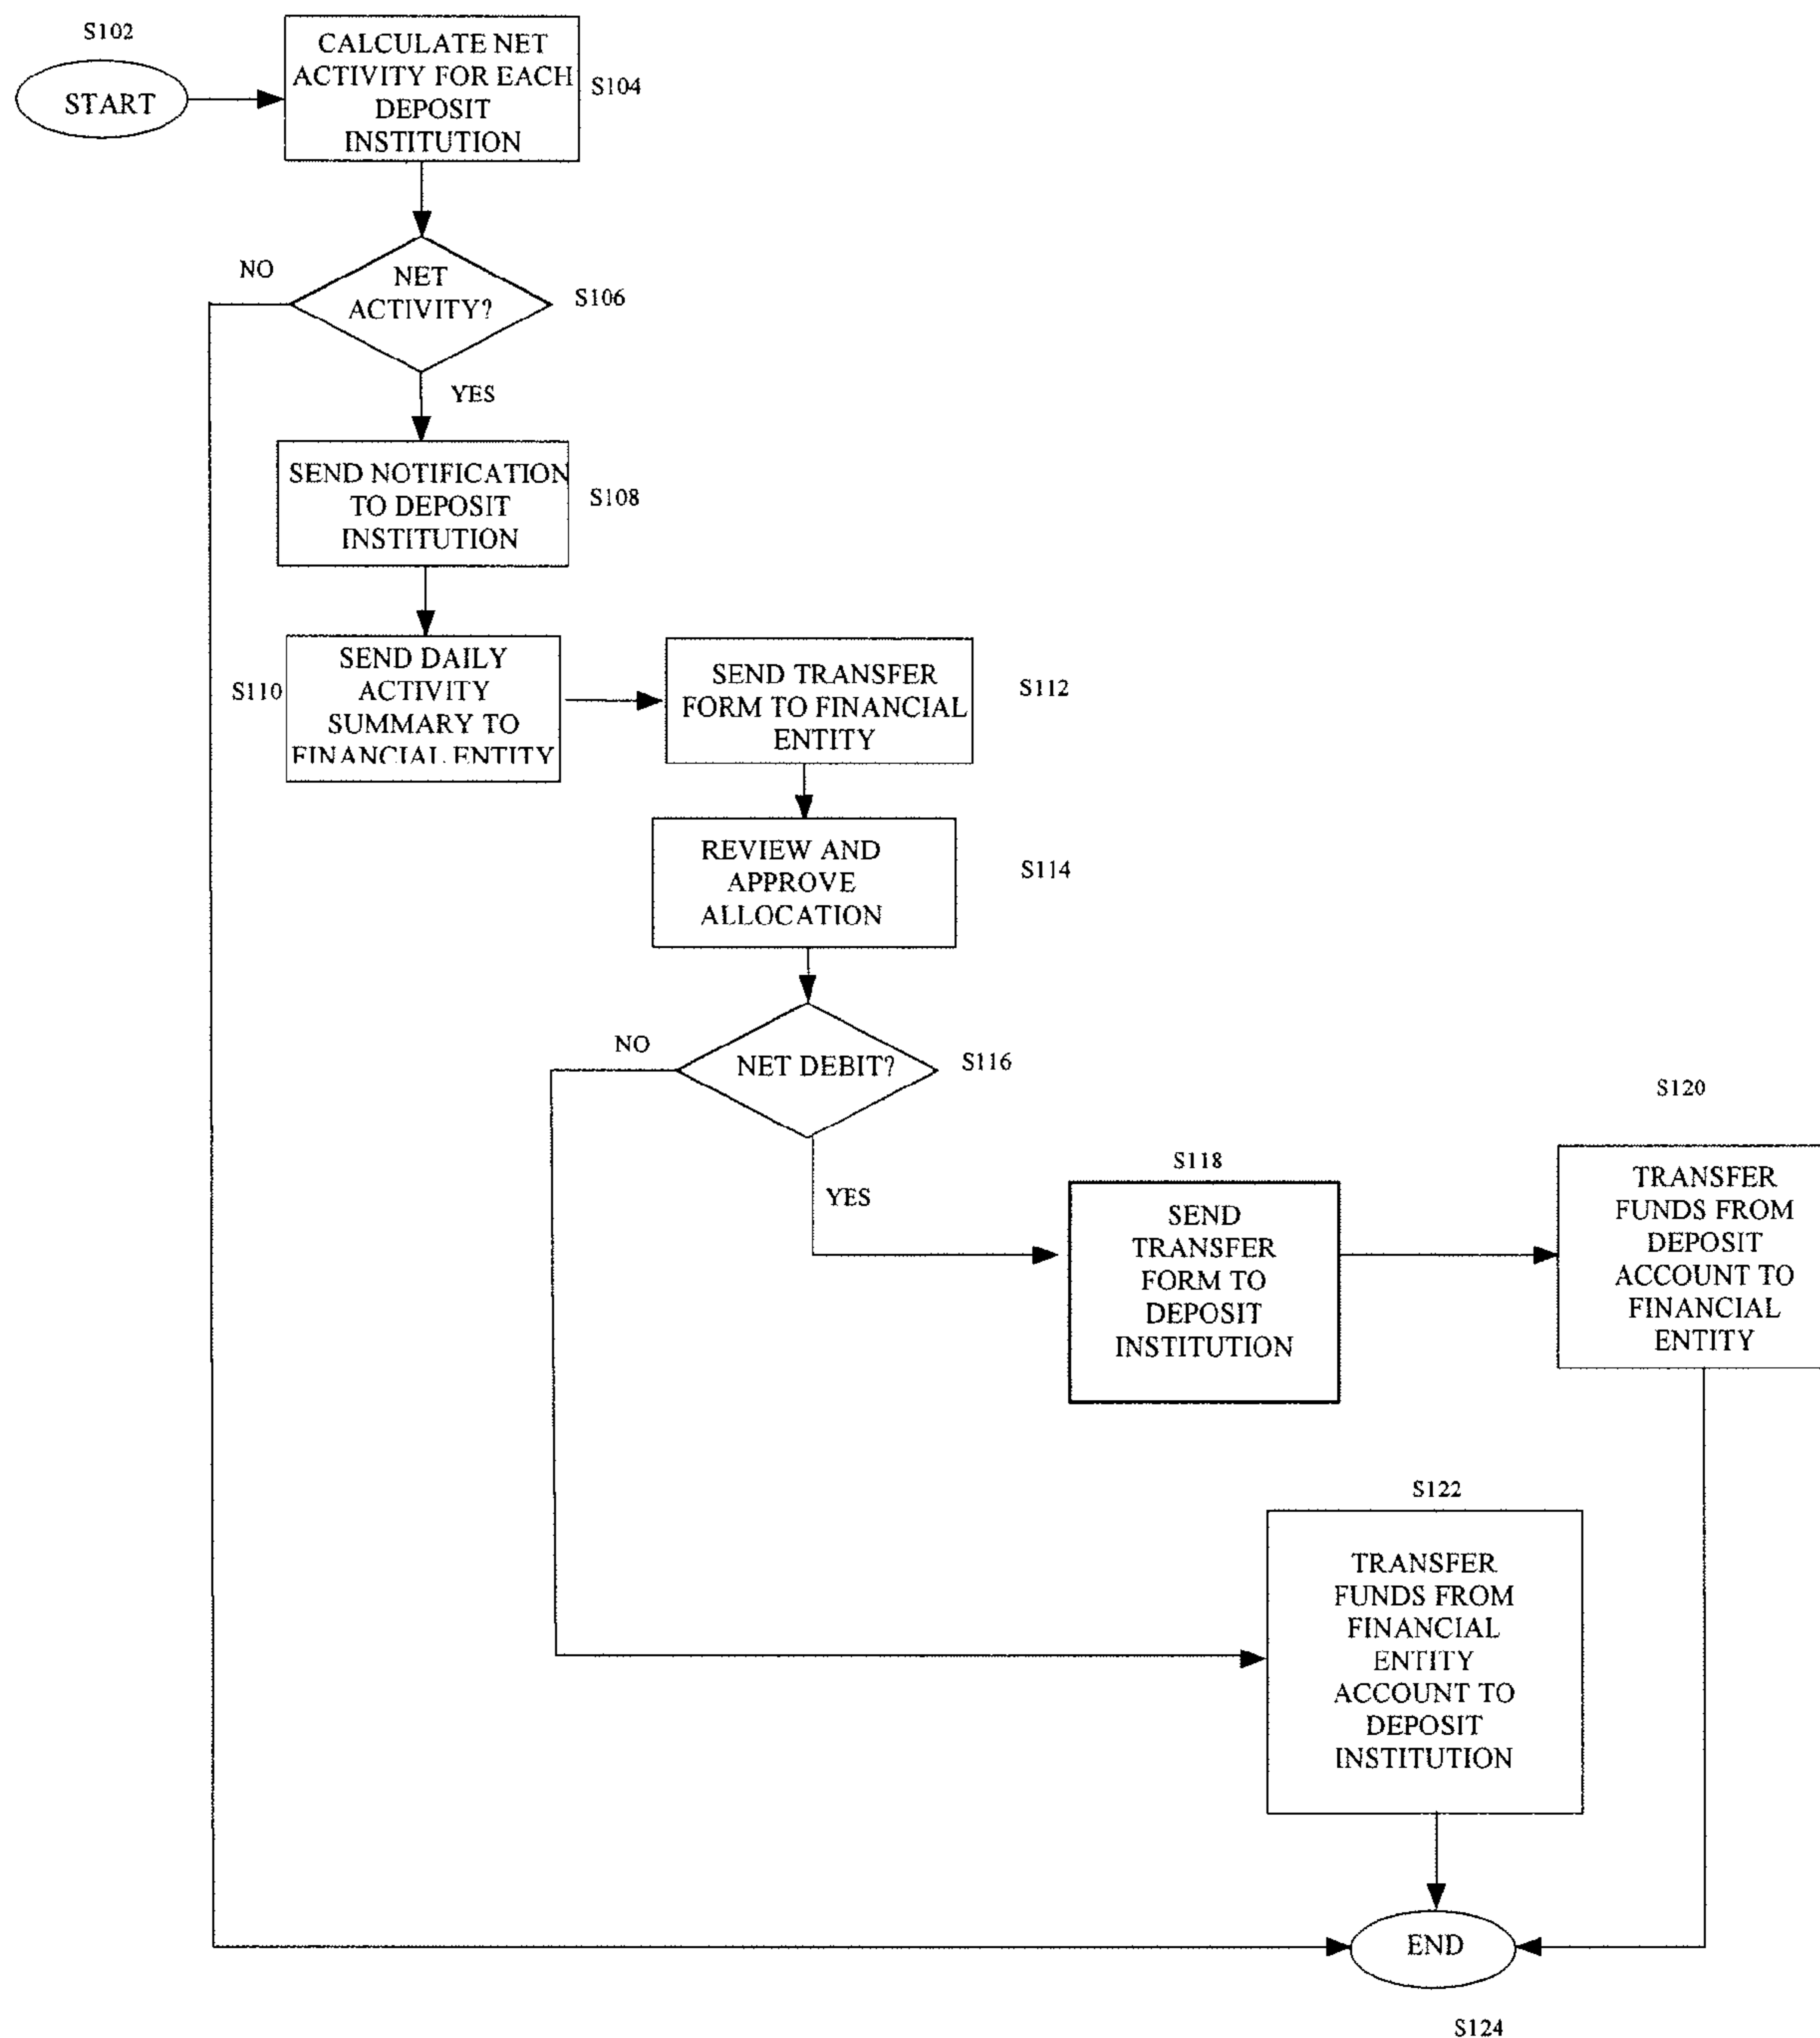 S102
START
CALCULATE NET
ACTIVITY FOR EACH
DEPOSIT
INSTITUTION
S104
NO
NET
ACTIVITY?
S106
YES
SEND NOTIFICATION
TO DEPOSIT
INSTITUTION
S108
S110
SEND DAILY
ACTIVITY
SUMMARY TO
FINANCIAL ENTITY
SEND TRANSFER
FORM TO FINANCIAL
ENTITY
S112
REVIEW AND
APPROVE
ALLOCATION
S114
NO
NET DEBIT?
S116
YES
S118
SEND
TRANSFER
FORM TO
DEPOSIT
INSTITUTION
S120
TRANSFER
FUNDS FROM
DEPOSIT
ACCOUNT TO
FINANCIAL
ENTITY
S122
TRANSFER
FUNDS FROM
FINANCIAL
ENTITY
ACCOUNT TO
DEPOSIT
INSTITUTION
END
S124